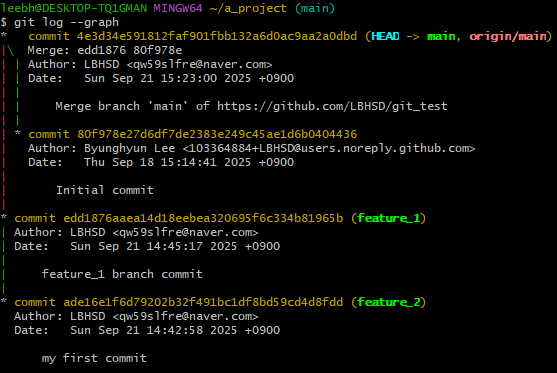 leebh@DESKTOP-TQ1GMAN MINGW64 ~/a_project (main)
$ git log --graph
*   commit 4e3d34e591812faf901fbb132a6d0ac9aa2a0dbd (HEAD -> main, origin/main)
|\  Merge: edd1876 80f978e
| | Author: LBHSD <qw59slfre@naver.com>
| | Date:   Sun Sep 21 15:23:00 2025 +0900
| |
| |     Merge branch 'main' of https://github.com/LBHSD/git_test
| |
| * commit 80f978e27d6df7de2383e249c45ae1d6b0404436
|   Author: Byunghyun Lee <103364884+LBHSD@users.noreply.github.com>
|   Date:   Thu Sep 18 15:14:41 2025 +0900
|
|       Initial commit
|
* commit edd1876aaea14d18eebea320695f6c334b81965b (feature_1)
| Author: LBHSD <qw59slfre@naver.com>
| Date:   Sun Sep 21 14:45:17 2025 +0900
|
|     feature_1 branch commit
|
* commit ade16e1f6d79202b32f491bc1df8bd59cd4d8fdd (feature_2)
  Author: LBHSD <qw59slfre@naver.com>
  Date:   Sun Sep 21 14:42:58 2025 +0900

      my first commit